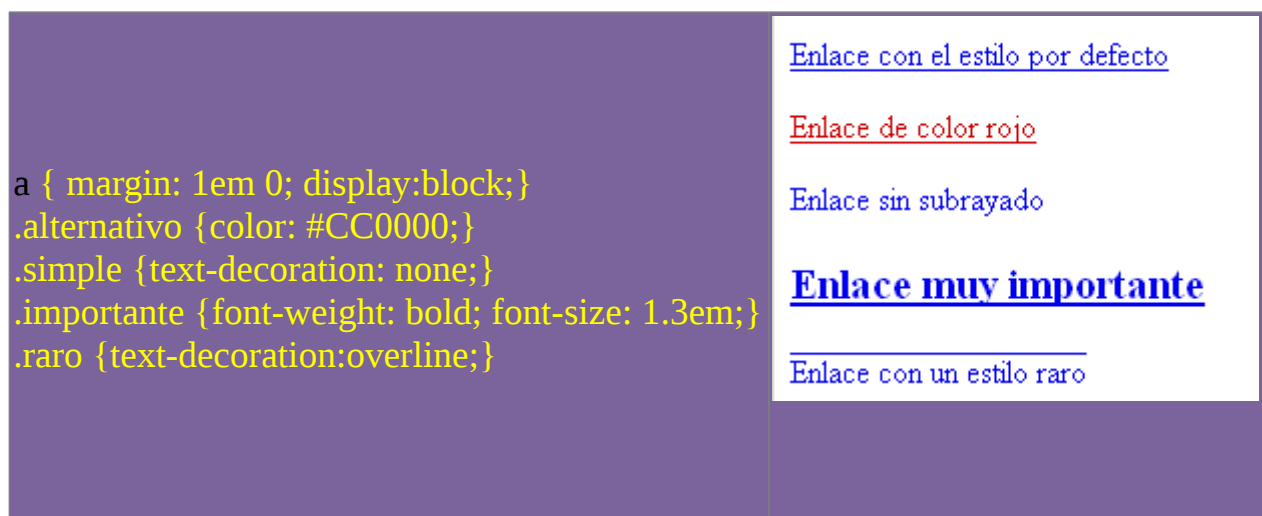 a { margin: 1em 0; display:block;}
.alternativo {color: #CC0000;}
.simple {text-decoration: none;}
.importante {font-weight: bold; font-size: 1.3em;}
.raro {text-decoration:overline;}
Enlace con el estilo por defecto
Enlace de color rojo
Enlace sin subrayado
Enlace muy importante
Enlace con un estilo raro